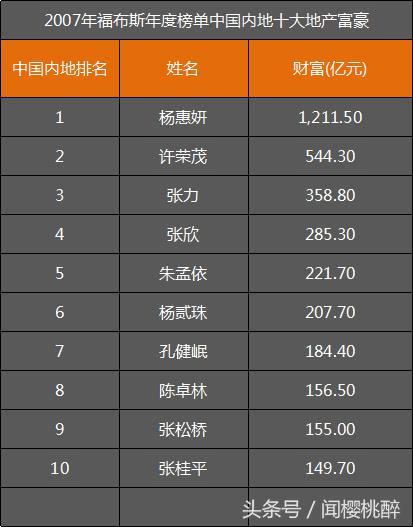 2007年福布斯年度榜单中国内地十大地产富豪
中国内地排名 姓名 财富(亿元)
1 杨惠妍 1,211.50
2 许荣茂 544.30
3 张力 358.80
4 张欣 285.30
5 朱孟依 221.70
6 杨贰珠 207.70
7 孔健岷 184.40
8 陈卓林 156.50
9 张松桥 155.00
10 张桂平 149.70
头条号 / 闻樱桃醉